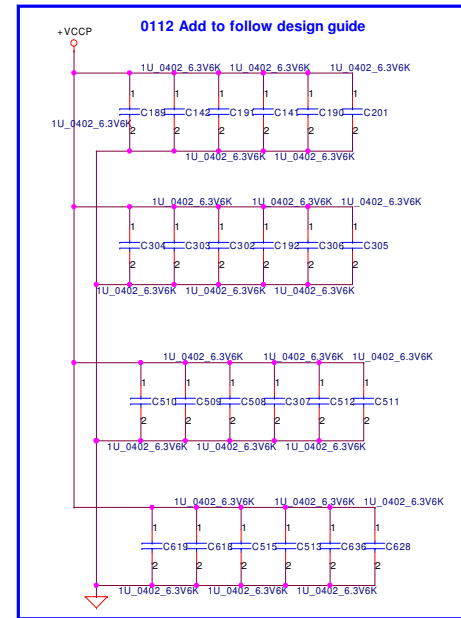 0112 Add to follow design guide
+VCCP
1U_0402_6.3V6K 1U_0402_6.3V6K 1U_0402_6.3V6K
1 1 1 1 1 1
C189 C142 C191 C141 C190 C201
1U_0402_6.3V6K
2 2 2 2 2 2
1U_0402_6.3V6K 1U_0402_6.3V6K
1U_0402_6.3V6K 1U_0402_6.3V6K 1U_0402_6.3V6K
1 1 1 1 1 1
C304 C303 C302 C192 C306 C305
2 2 2 2 2 2
1U_0402_6.3V6K 1U_0402_6.3V6K 1U_0402_6.3V6K
1U_0402_6.3V6K 1U_0402_6.3V6K 1U_0402_6.3V6K
1 1 1 1 1 1
C510 C509 C508 C307 C512 C511
2 2 2 2 2 2
1U_0402_6.3V6K 1U_0402_6.3V6K 1U_0402_6.3V6K
1U_0402_6.3V6K 1U_0402_6.3V6K 1U_0402_6.3V6K
1 1 1 1 1 1
C619 C618 C515 C513 C636 C628
2 2 2 2 2 2
1U_0402_6.3V6K 1U_0402_6.3V6K 1U_0402_6.3V6K